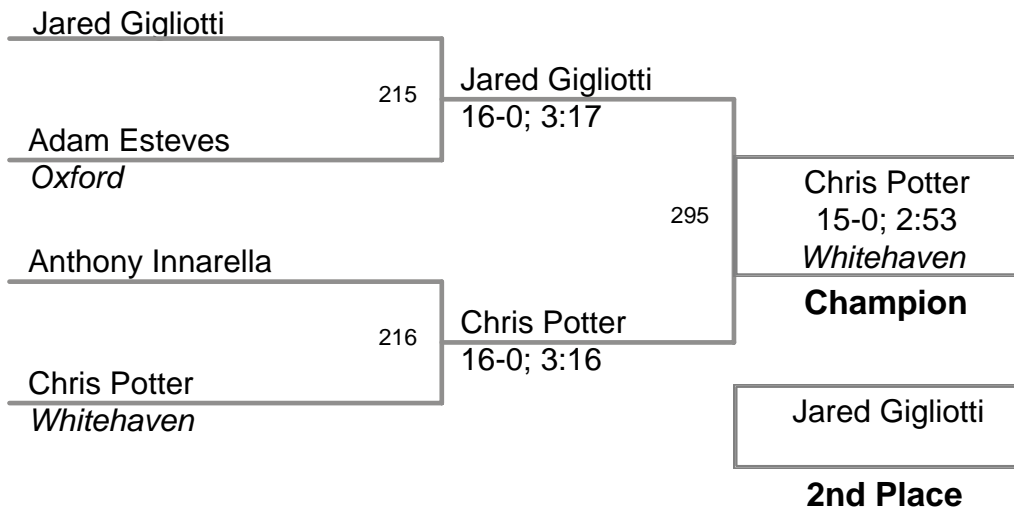 Jared Gigliotti
215
Jared Gigliotti
16-0; 3:17
Adam Esteves
Oxford
295
Chris Potter
15-0; 2:53
Whitehaven
Champion
Anthony Innarella
216
Chris Potter
16-0; 3:16
Chris Potter
Whitehaven
Jared Gigliotti
2nd Place